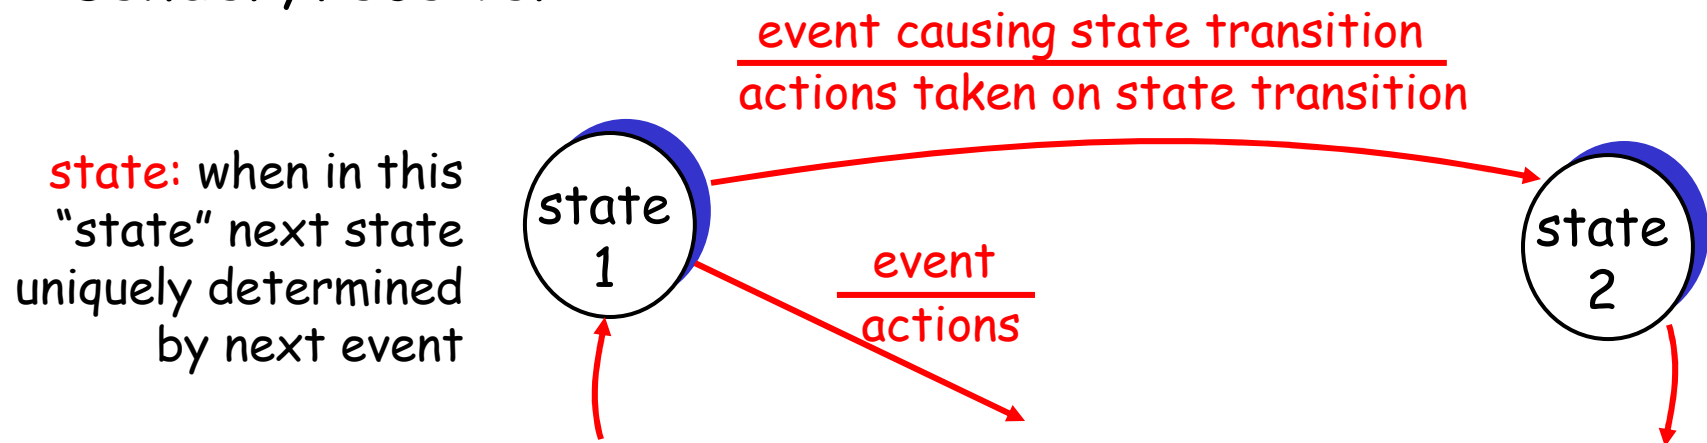 event causing state transition
actions taken on state transition
state: when in this
“state” next state
uniquely determined
by next event
state
1
event
actions
state
2